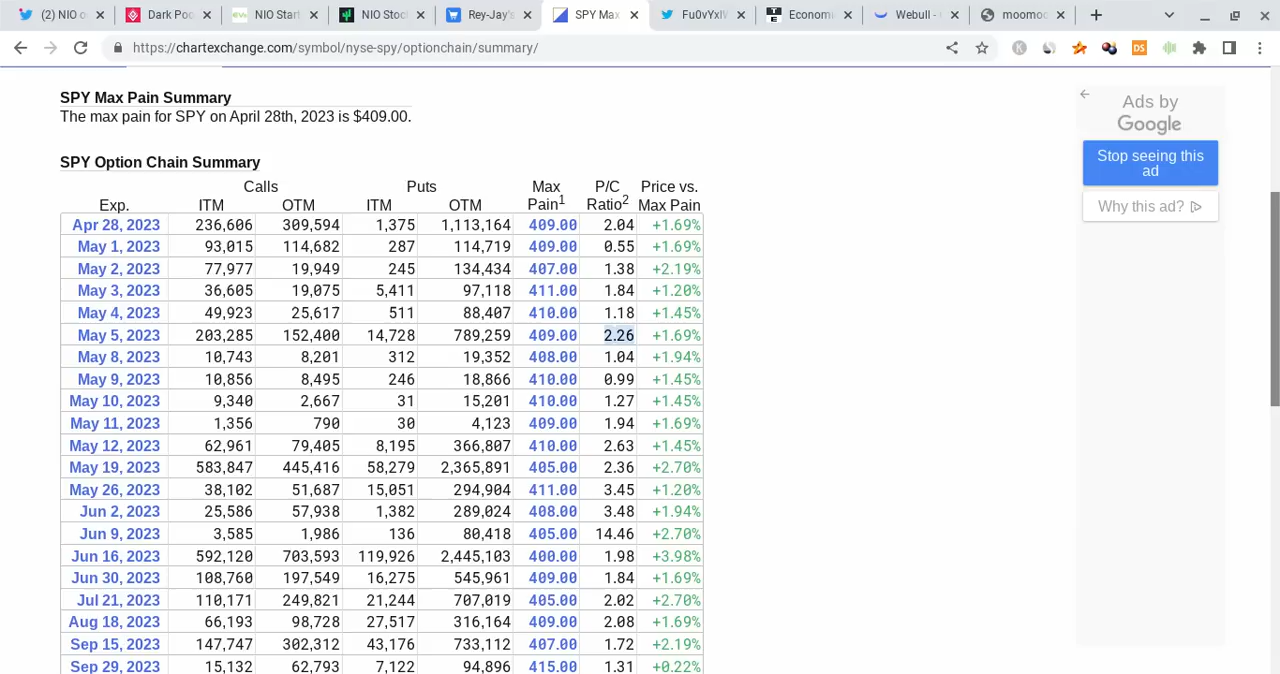 (2) NIO o
Dark Poo
NIO Star
NIO Stoc
Rey-Jay's
SPY Max
Fu0vYxI
Econom
Webull -
moomoo
https://chartexchange.com/symbol/nyse-spy/optionchain/summary/
SPY Max Pain Summary
The max pain for SPY on April 28th, 2023 is $409.00.
SPY Option Chain Summary
Calls Puts Max P/C Price vs.
Exp. ITM OTM ITM OTM Pain1 Ratio2 Max Pain
Apr 28, 2023 236,606 309,594 1,375 1,113,164 409.00 2.04 +1.69%
May 1, 2023 93,015 114,682 287 114,719 409.00 0.55 +1.69%
May 2, 2023 77,977 19,949 245 134,434 407.00 1.38 +2.19%
May 3, 2023 36,605 19,075 5,411 97,118 411.00 1.84 +1.20%
May 4, 2023 49,923 25,617 511 88,407 410.00 1.18 +1.45%
May 5, 2023 203,285 152,400 14,728 789,259 409.00 2.26 +1.69%
May 8, 2023 10,743 8,201 312 19,352 408.00 1.04 +1.94%
May 9, 2023 10,856 8,495 246 18,866 410.00 0.99 +1.45%
May 10, 2023 9,340 2,667 31 15,201 410.00 1.27 +1.45%
May 11, 2023 1,356 790 30 4,123 409.00 1.94 +1.69%
May 12, 2023 62,961 79,405 8,195 366,807 410.00 2.63 +1.45%
May 19, 2023 583,847 445,416 58,279 2,365,891 405.00 2.36 +2.70%
May 26, 2023 38,102 51,687 15,051 294,904 411.00 3.45 +1.20%
Jun 2, 2023 25,586 57,938 1,382 289,024 408.00 3.48 +1.94%
Jun 9, 2023 3,585 1,986 136 80,418 405.00 14.46 +2.70%
Jun 16, 2023 592,120 703,593 119,926 2,445,103 400.00 1.98 +3.98%
Jun 30, 2023 108,760 197,549 16,275 545,961 409.00 1.84 +1.69%
Jul 21, 2023 110,171 249,821 21,244 707,019 405.00 2.02 +2.70%
Aug 18, 2023 66,193 98,728 27,517 316,164 409.00 2.08 +1.69%
Sep 15, 2023 147,747 302,312 43,176 733,112 407.00 1.72 +2.19%
Sep 29, 2023 15,132 62,793 7,122 94,896 415.00 1.31 +0.22%
Ads by
Google
Stop seeing this
ad
Why this ad?